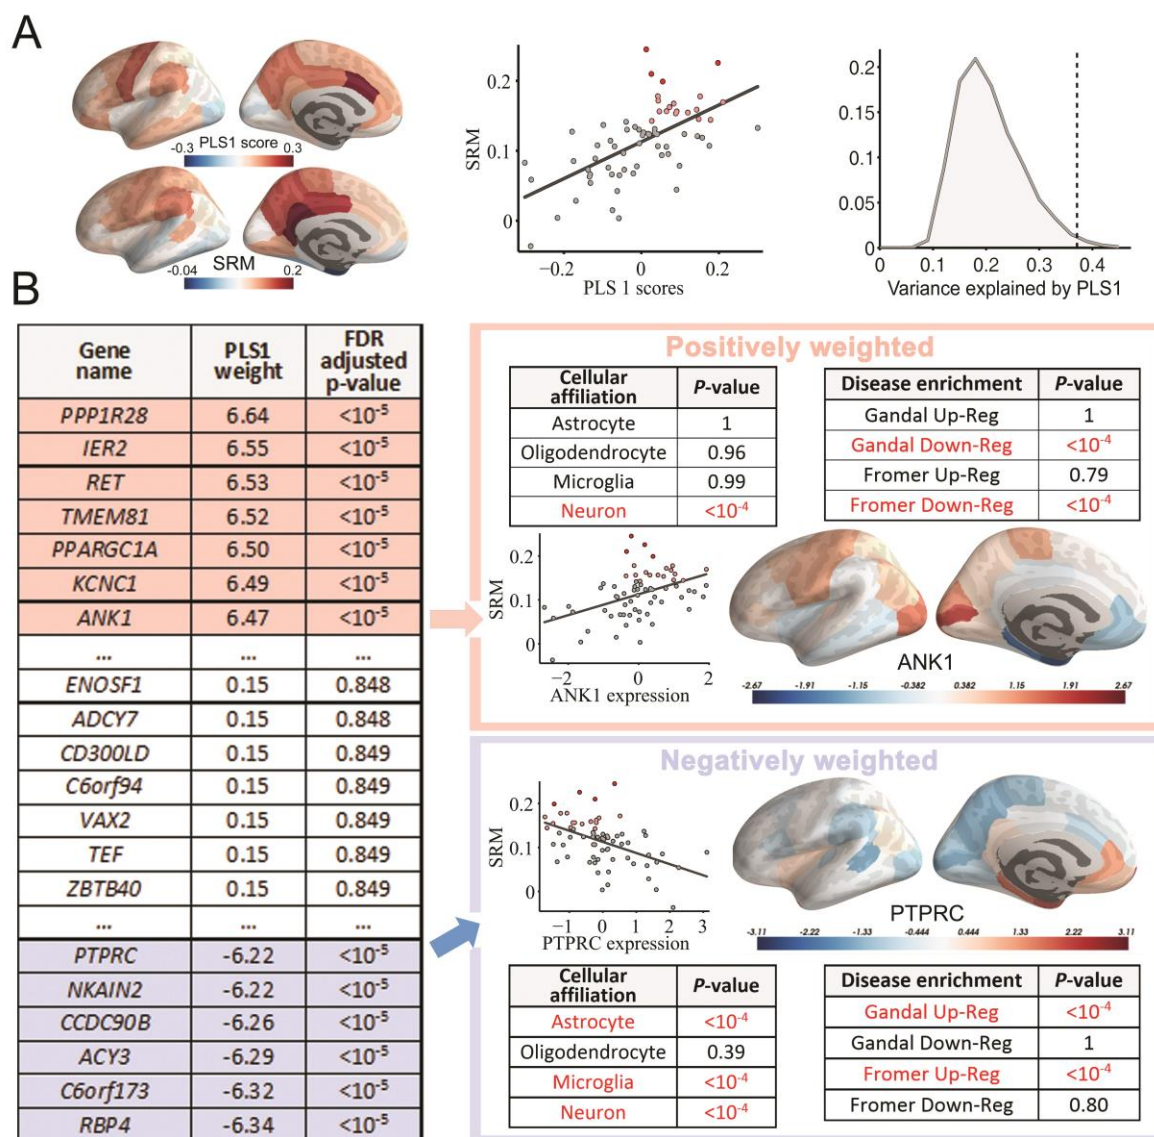 A
PLS1 score
-0.3 0.3
SRM
-0.04 0.2
SRM
0.2
0.1
0
−0.2 0 0.2
PLS 1 scores
0.2
0.15
0.1
0.05
0
0 0.1 0.2 0.3 0.4
Variance explained by PLS1
B
Gene name PLS1 weight FDR adjusted p-value
PPP1R28 6.64 <10-5
IER2 6.55 <10-5
RET 6.53 <10-5
TMEM81 6.52 <10-5
PPARGC1A 6.50 <10-5
KCNC1 6.49 <10-5
ANK1 6.47 <10-5
... ... ...
ENOSF1 0.15 0.848
ADCY7 0.15 0.848
CD300LD 0.15 0.849
C6orf94 0.15 0.849
VAX2 0.15 0.849
TEF 0.15 0.849
ZBTB40 0.15 0.849
... ... ...
PTPRC -6.22 <10-5
NKAIN2 -6.22 <10-5
CCDC90B -6.26 <10-5
ACY3 -6.29 <10-5
C6orf173 -6.32 <10-5
RBP4 -6.34 <10-5
Positively weighted
Cellular affiliation P-value
Astrocyte 1
Oligodendrocyte 0.96
Microglia 0.99
Neuron <10-4
Disease enrichment P-value
Gandal Up-Reg 1
Gandal Down-Reg <10-4
Fromer Up-Reg 0.79
Fromer Down-Reg <10-4
SRM
0.2
0.1
0
−2 0 2
ANK1 expression
ANK1
-2.67 -1.91 -1.15 -0.382 0.382 1.15 1.91 2.67
Negatively weighted
SRM
0.2
0.1
0
−1 0 1 2 3
PTPRC expression
PTPRC
-3.11 -2.22 -1.33 -0.444 0.444 1.33 2.22 3.11
Cellular affiliation P-value
Astrocyte <10-4
Oligodendrocyte 0.39
Microglia <10-4
Neuron <10-4
Disease enrichment P-value
Gandal Up-Reg <10-4
Gandal Down-Reg 1
Fromer Up-Reg <10-4
Fromer Down-Reg 0.80